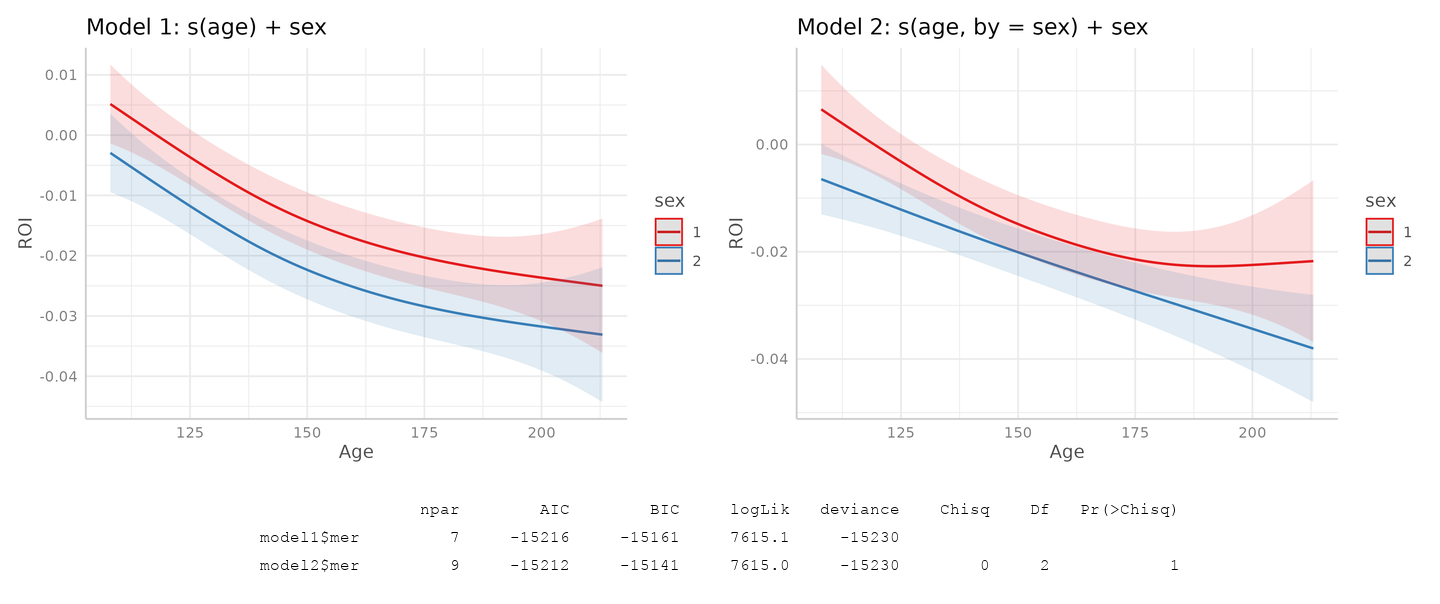 Model 1: s(age) + sex
0.01
0.00
-0.01
-0.02
-0.03
-0.04
ROI
125 150 175 200
Age
sex
1
2
Model 2: s(age, by = sex) + sex
0.00
-0.02
-0.04
ROI
125 150 175 200
Age
sex
1
2
npar AIC BIC logLik deviance Chisq Df Pr(>Chisq)
model1$mer 7 -15216 -15161 7615.1 -15230
model2$mer 9 -15212 -15141 7615.0 -15230 0 2 1